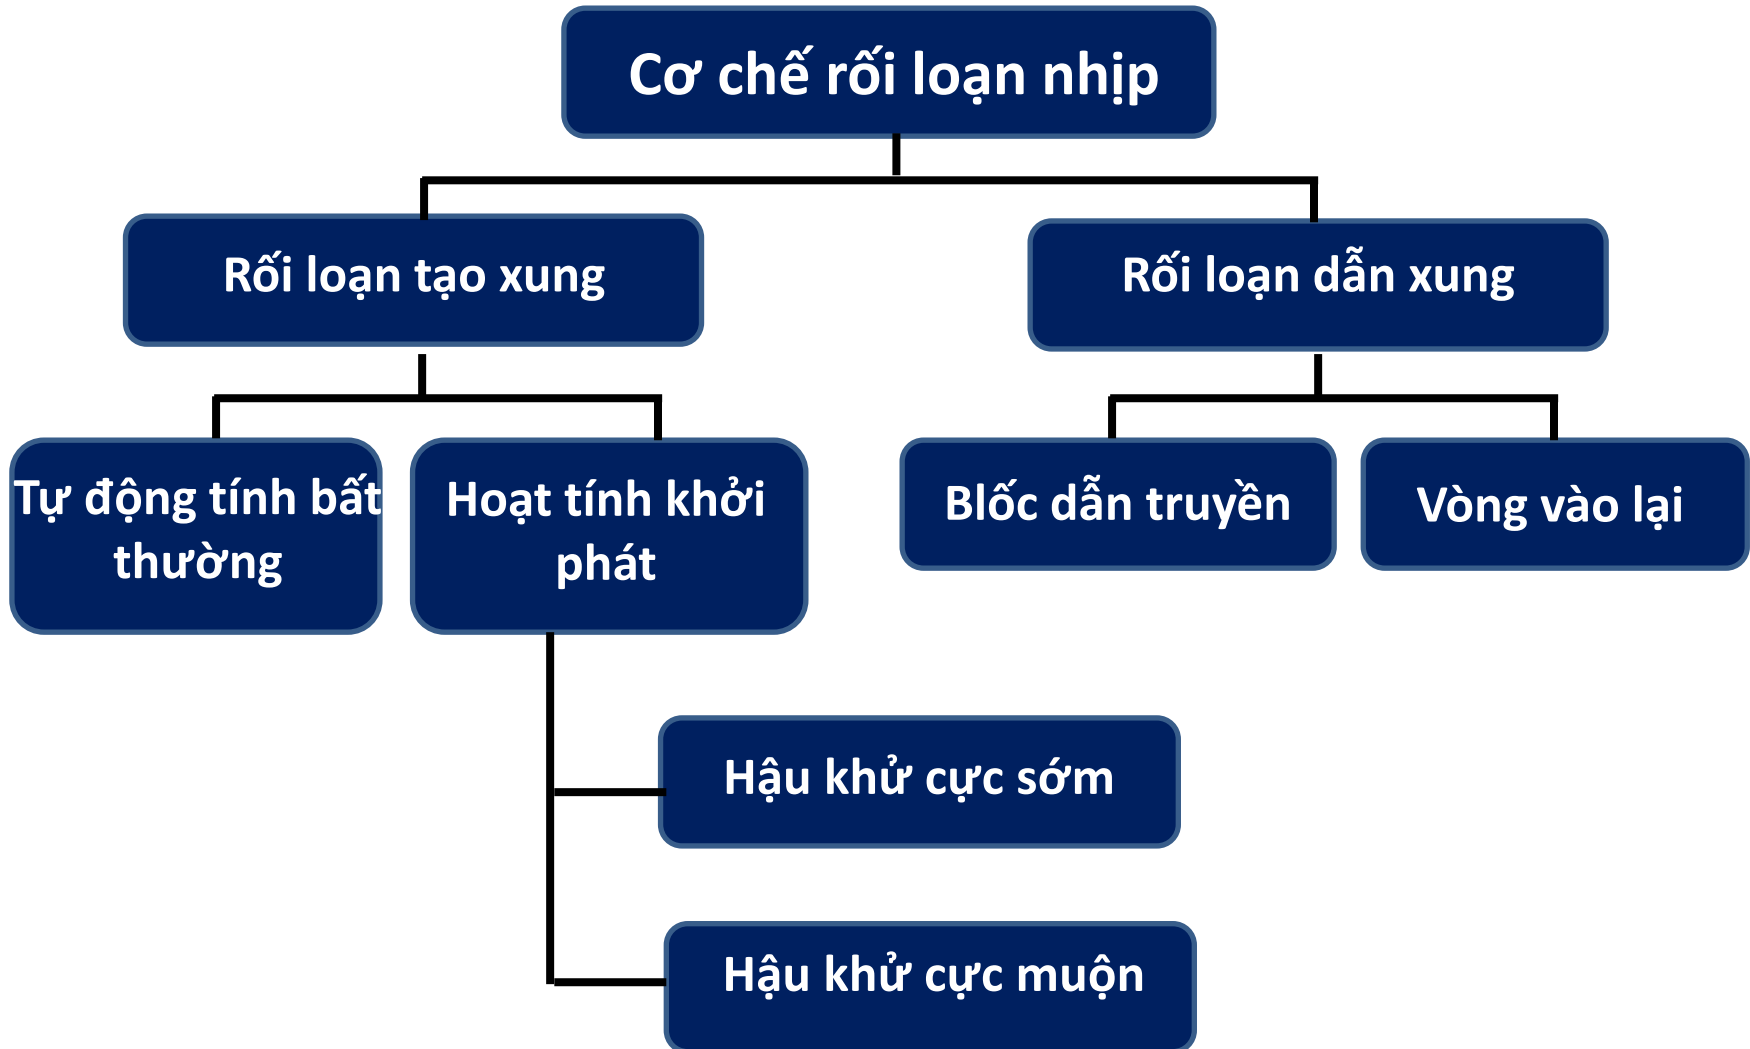 Cơ chế rối loạn nhịp
Rối loạn tạo xung
Rối loạn dẫn xung
Tự động tính bất
thường
Hoạt tính khởi
phát
Blốc dẫn truyền
Vòng vào lại
Hậu khử cực sớm
Hậu khử cực muộn